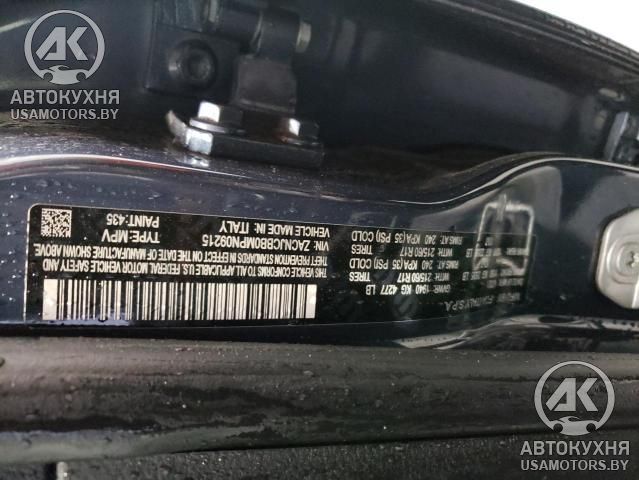 AK
АВТОКУХНЯ
USAMOTORS.BY
GVWR: 1940 KG 4277 LB
WITH 215/60 R17 TIRES
RIMS AT: 240 KPA (35 PSI) COLD
WITH 215/60 R17 TIRES
RIMS AT: 240 KPA (35 PSI) COLD
THIS VEHICLE CONFORMS TO ALL APPLICABLE U.S. FEDERAL MOTOR VEHICLE SAFETY AND
THEFT PREVENTION STANDARDS IN EFFECT ON THE DATE OF MANUFACTURE SHOWN ABOVE.
VIN: ZACNJCBB0MPN09215
VEHICLE MADE IN: ITALY
TYPE: MPV
PAINT: 435
AK
АВТОКУХНЯ
USAMOTORS.BY